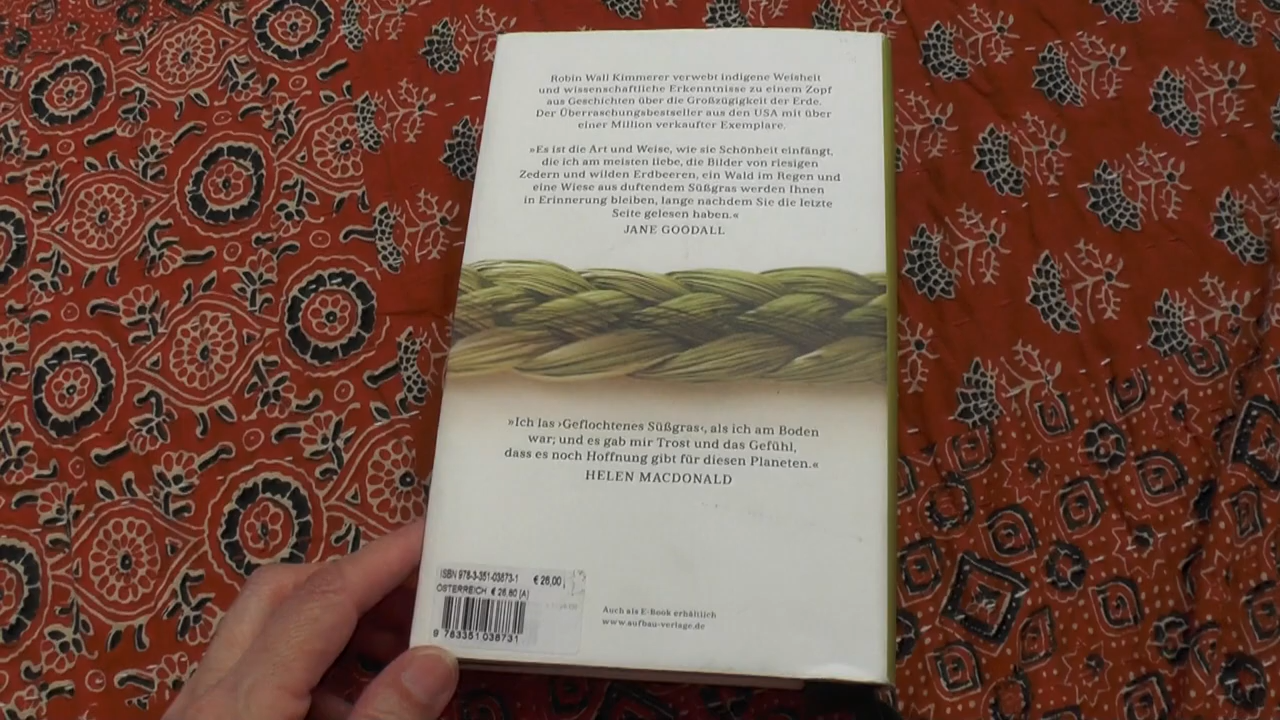 Robin Wall Kimmerer verwebt indigene Weisheit
und wissenschaftliche Erkenntnisse zu einem Zopf
aus Geschichten über die Großzügigkeit der Erde.
Der Überraschungsbestseller aus den USA mit über
einer Million verkaufter Exemplare.
»Es ist die Art und Weise, wie sie Schönheit einfängt,
die ich am meisten liebe, die Bilder von riesigen
Zedern und wilden Erdbeeren, ein Wald im Regen und
eine Wiese aus duftendem Süßgras werden Ihnen
in Erinnerung bleiben, lange nachdem Sie die letzte
Seite gelesen haben.«
JANE GOODALL
»Ich las ›Geflochtenes Süßgras‹, als ich am Boden
war; und es gab mir Trost und das Gefühl,
dass es noch Hoffnung gibt für diesen Planeten.«
HELEN MACDONALD
ISBN 978-3-351-03873-1 € 26,00
ÖSTERREICH € 26,80 [A]
9 783351 038731
Auch als E-Book erhältlich
www.aufbau-verlage.de